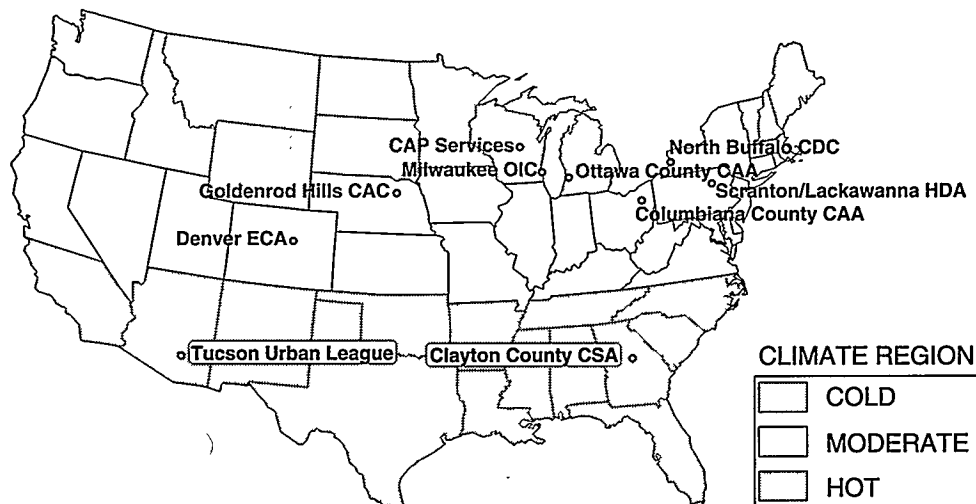 North Buffalo CDC
CAP Services
Milwaukee OIC
Ottawa County CAA
Goldenrod Hills CAC
Scranton/Lackawanna HDA
Columbiana County CAA
Denver ECA
Tucson Urban League
Clayton County CSA
CLIMATE REGION
COLD
MODERATE
HOT